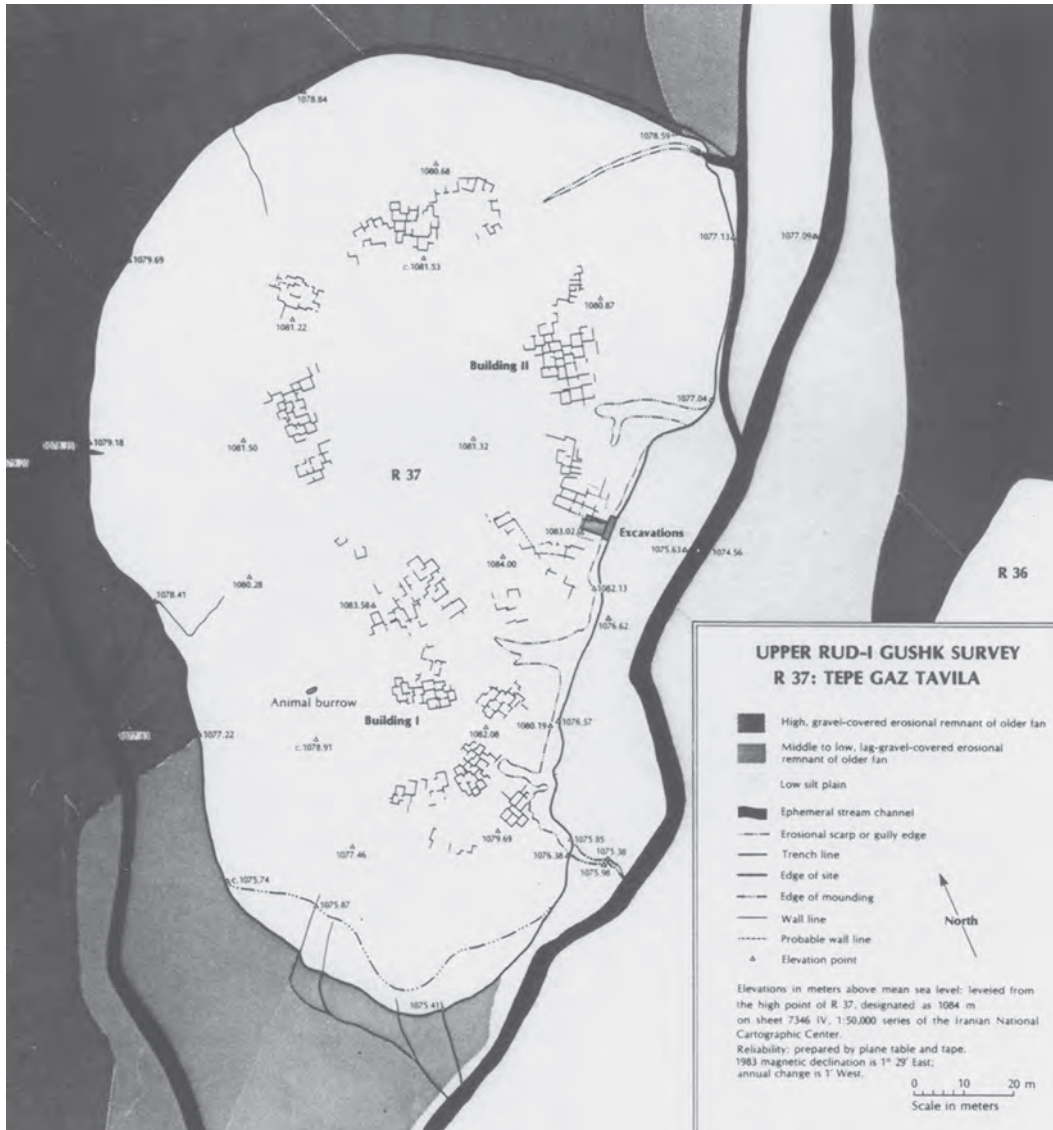 1078.84
1078.59
1080.68
1077.13
1077.09
1079.69
c.1081.53
1080.87
1081.22
Building II
1077.04
1079.18
1081.50
1081.32
R 37
1083.02
Excavations
1075.63
1074.56
1084.00
R 36
1080.28
1082.13
1078.41
1083.58
1076.62
Animal burrow
Building I
1080.19
1076.57
1077.63
1077.22
c.1078.91
1082.08
1079.69
1075.85
1077.46
1076.38
1075.38
1075.98
c.1075.74
1075.87
1075.41
UPPER RUD-I GUSHK SURVEY
R 37: TEPE GAZ TAVILA
High, gravel-covered erosional remnant of older fan
Middle to low, lag-gravel-covered erosional
remnant of older fan
Low silt plain
Ephemeral stream channel
Erosional scarp or gully edge
Trench line
Edge of site
Edge of mounding
Wall line
Probable wall line
Elevation point
North
Elevations in meters above mean sea level: leveled from
the high point of R 37, designated as 1084 m
on sheet 7346 IV, 1:50,000 series of the Iranian National
Cartographic Center.
Reliability: prepared by plane table and tape.
1983 magnetic declination is 1° 29' East;
annual change is 1' West.
0 10 20 m
Scale in meters